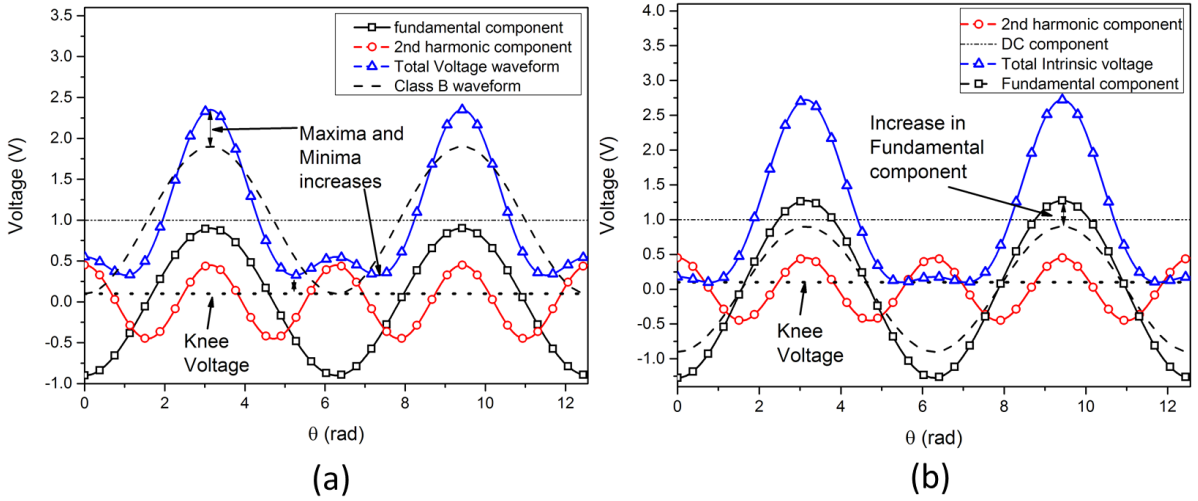 3.5
3.0
2.5
2.0
1.5
1.0
0.5
0.0
-0.5
-1.0
Voltage (V)
fundamental component
2nd harmonic component
Total Voltage waveform
Class B waveform
Maxima and
Minima
increases
Knee
Voltage
0 2 4 6 8 10 12
θ (rad)
(a)
4.0
3.5
3.0
2.5
2.0
1.5
1.0
0.5
0.0
-0.5
-1.0
Voltage (V)
2nd harmonic component
DC component
Total Intrinsic voltage
Fundamental component
Increase in
Fundamental
component
Knee
Voltage
0 2 4 6 8 10 12
θ (rad)
(b)